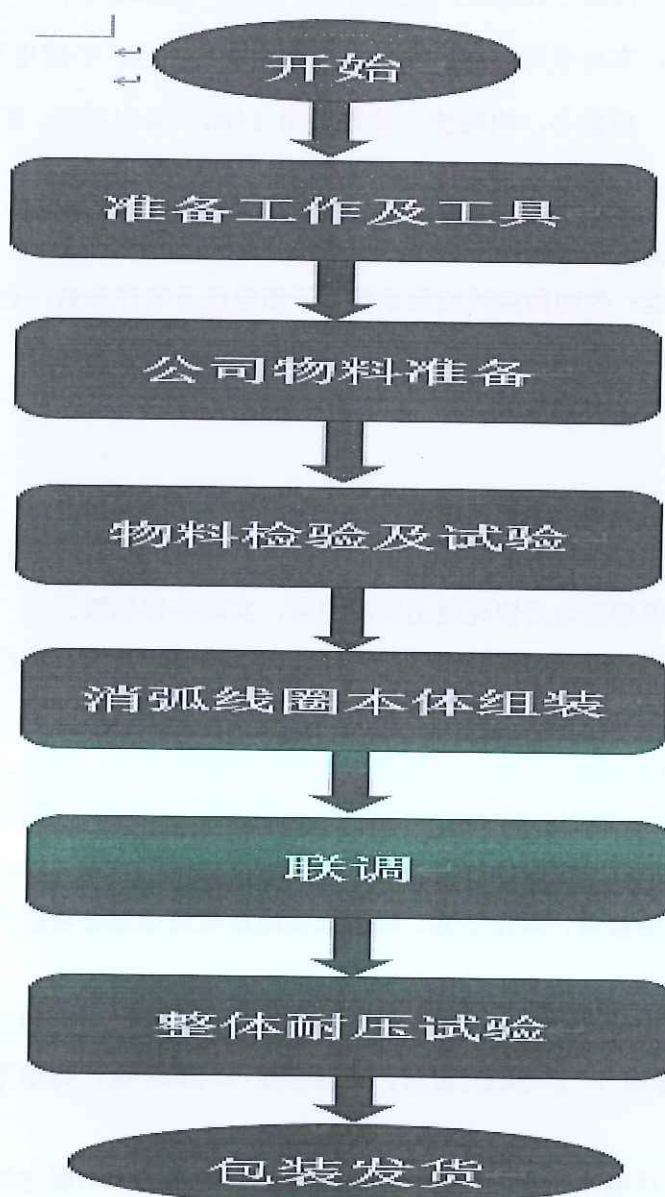 开始
准备工作及工具
公司物料准备
物料检验及试验
消弧线圈本体组装
联调
整体耐压试验
包装发货